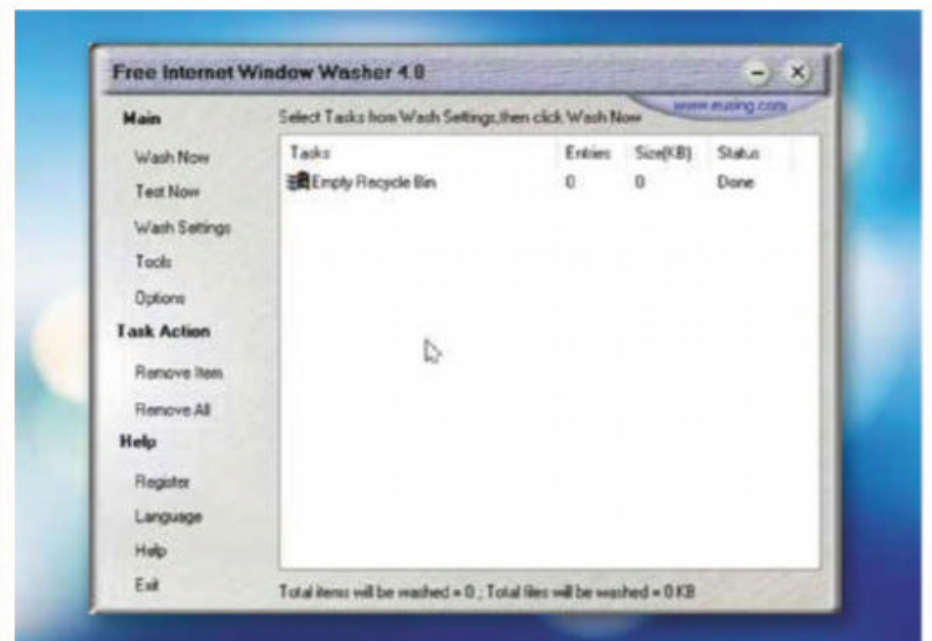 Free Internet Window Washer 4.0
www.eusing.com
Main
Wash Now
Test Now
Wash Settings
Tools
Options
Task Action
Remove Item
Remove All
Help
Register
Language
Help
Exit
Select Tasks from Wash Settings,then click Wash Now
Tasks Entries Size(KB) Status
Empty Recycle Bin 0 0 Done
Total items will be washed = 0 ; Total files will be washed = 0 KB